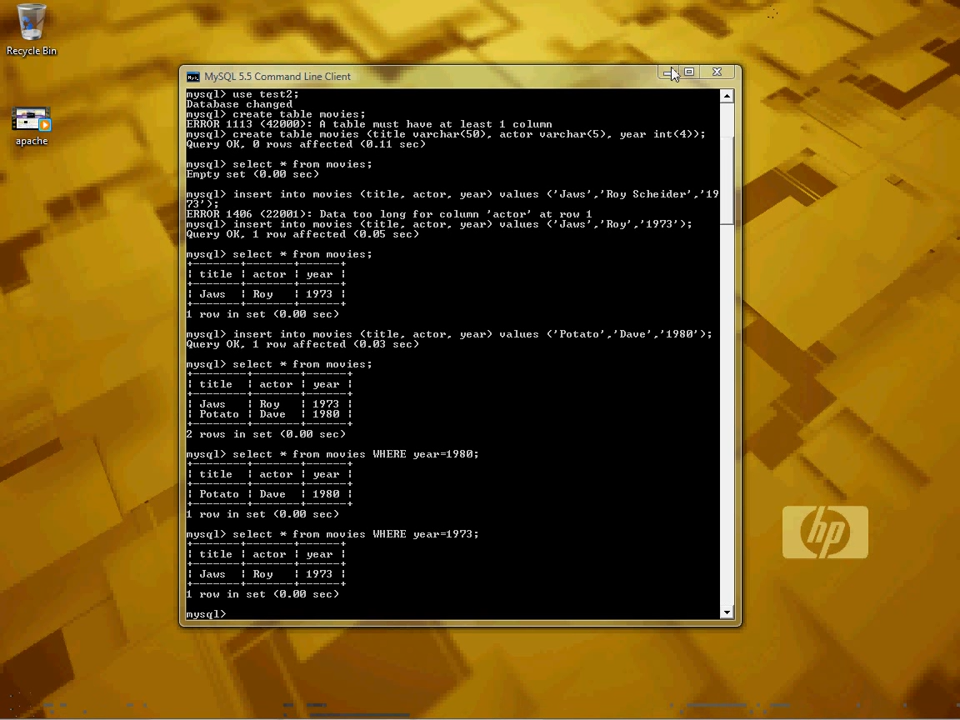 Recycle Bin
apache
MySQL 5.5 Command Line Client
mysql> use test2;
Database changed
mysql> create table movies;
ERROR 1113 (42000): A table must have at least 1 column
mysql> create table movies (title varchar(50), actor varchar(5), year int(4));
Query OK, 0 rows affected (0.11 sec)
mysql> select * from movies;
Empty set (0.00 sec)
mysql> insert into movies (title, actor, year) values ('Jaws','Roy Scheider','19
73');
ERROR 1406 (22001): Data too long for column 'actor' at row 1
mysql> insert into movies (title, actor, year) values ('Jaws','Roy','1973');
Query OK, 1 row affected (0.05 sec)
mysql> select * from movies;
+-------+-------+------+
| title | actor | year |
+-------+-------+------+
| Jaws  | Roy   | 1973 |
+-------+-------+------+
1 row in set (0.00 sec)
mysql> insert into movies (title, actor, year) values ('Potato','Dave','1980');
Query OK, 1 row affected (0.03 sec)
mysql> select * from movies;
+--------+-------+------+
| title  | actor | year |
+--------+-------+------+
| Jaws   | Roy   | 1973 |
| Potato | Dave  | 1980 |
+--------+-------+------+
2 rows in set (0.00 sec)
mysql> select * from movies WHERE year=1980;
+--------+-------+------+
| title  | actor | year |
+--------+-------+------+
| Potato | Dave  | 1980 |
+--------+-------+------+
1 row in set (0.00 sec)
mysql> select * from movies WHERE year=1973;
+-------+-------+------+
| title | actor | year |
+-------+-------+------+
| Jaws  | Roy   | 1973 |
+-------+-------+------+
1 row in set (0.00 sec)
mysql>
hp